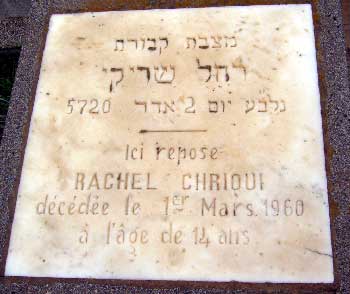 מצבת קבורת
רחל שריקי
נלבע יום 2 אדר 5720
Ici repose
RACHEL CHRIQUI
décédée le 1er Mars.1960
à l'âge de 14 ans